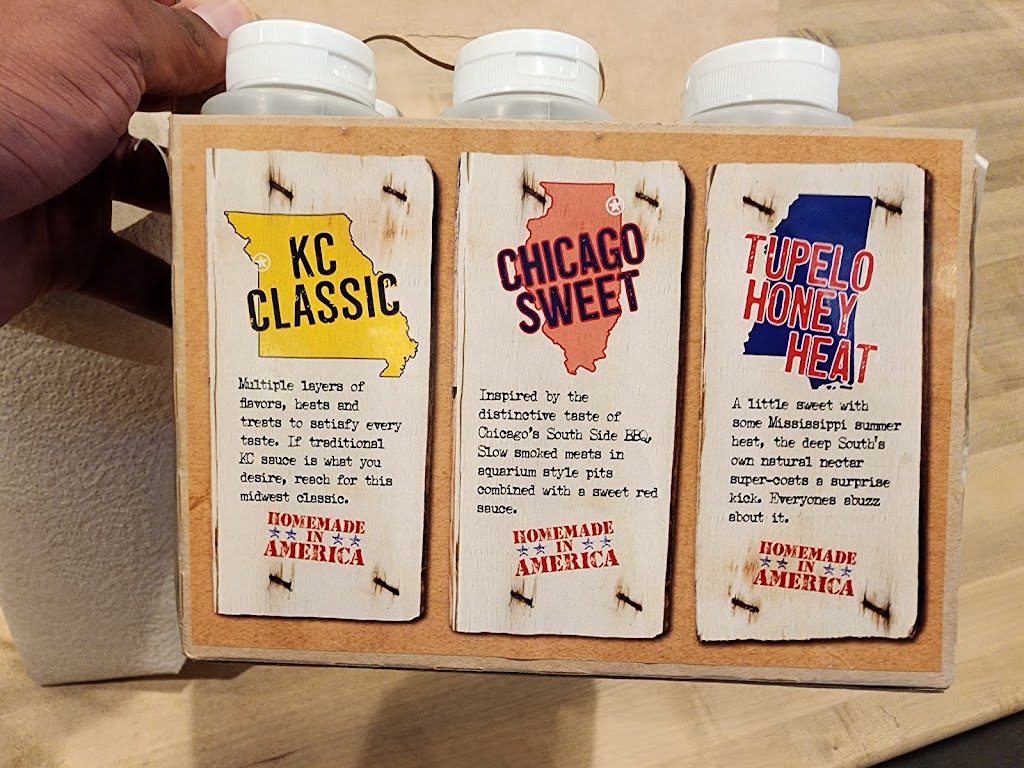 KC
CLASSIC
Multiple layers of
flavors, heats and
treats to satisfy every
taste. If traditional
KC sauce is what you
desire, reach for this
midwest classic.
HOMEMADE
IN
AMERICA
CHICAGO
SWEET
Inspired by the
distinctive taste of
Chicago's South Side BBQ,
Slow smoked meats in
aquarium style pits
combined with a sweet red
sauce.
HOMEMADE
IN
AMERICA
TUPELO
HONEY
HEAT
A little sweet with
some Mississippi summer
heat, the deep South's
own natural nectar
super-coats a surprise
kick. Everyones abuzz
about it.
HOMEMADE
IN
AMERICA